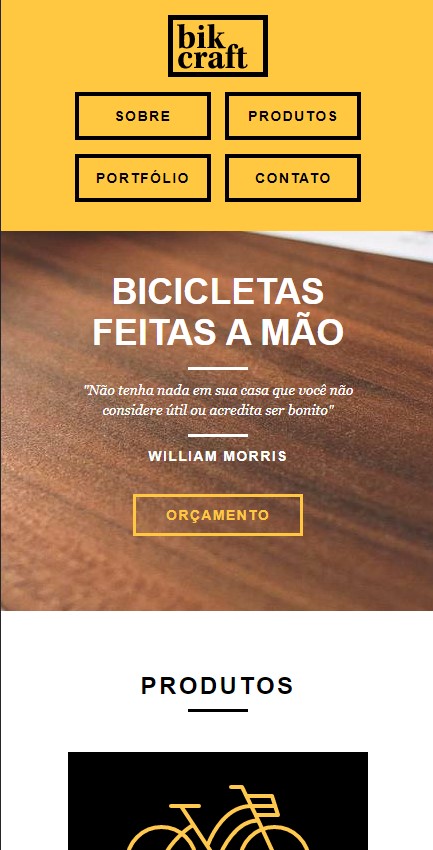 bik
craft
SOBRE
PRODUTOS
PORTFÓLIO
CONTATO
BICICLETAS
FEITAS A MÃO
"Não tenha nada em sua casa que você não
considere útil ou acredita ser bonito"
WILLIAM MORRIS
ORÇAMENTO
PRODUTOS